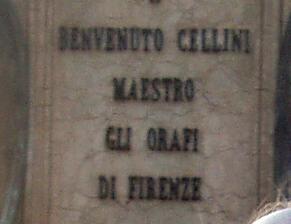 BENVENUTO CELLINI
MAESTRO
GLI ORAFI
DI FIRENZE